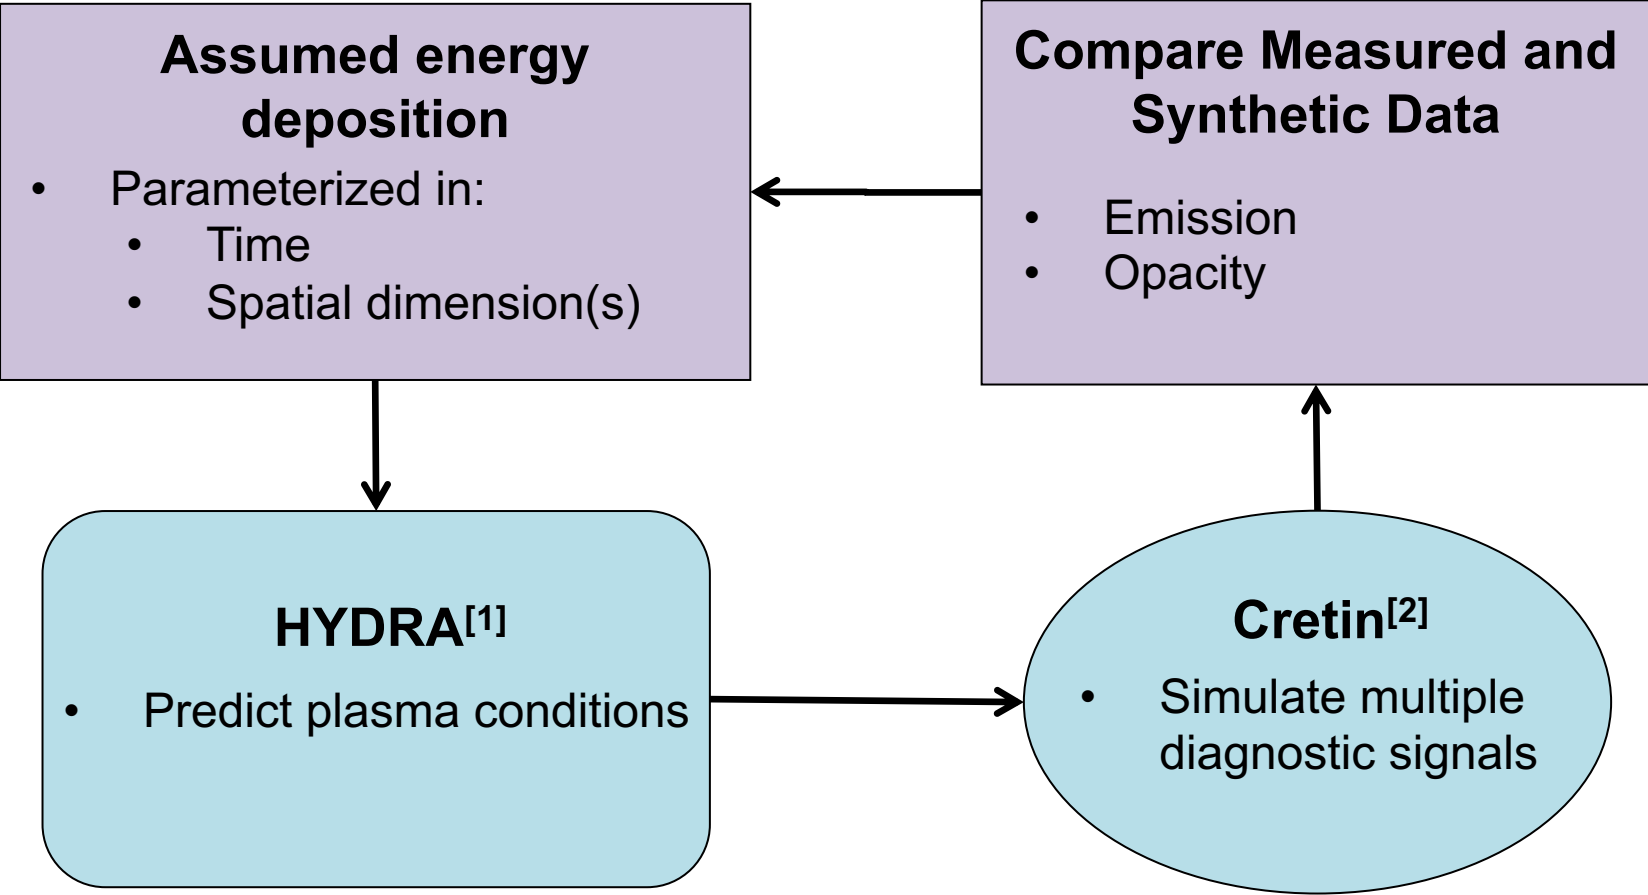 Assumed energy
deposition
• Parameterized in:
• Time
• Spatial dimension(s)
Compare Measured and
Synthetic Data
• Emission
• Opacity
HYDRA[1]
• Predict plasma conditions
Cretin[2]
• Simulate multiple
diagnostic signals